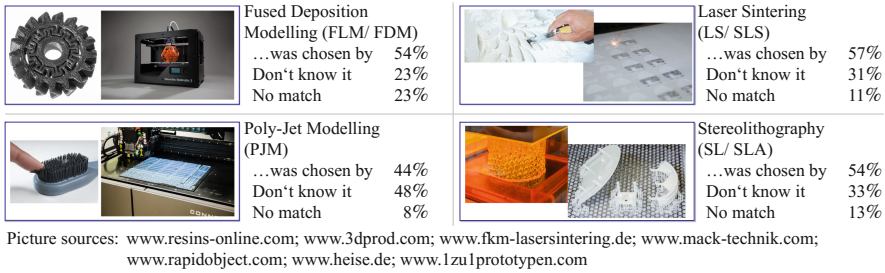 Fused Deposition
Modelling (FLM/ FDM)
…was chosen by 54%
Don‘t know it 23%
No match 23%
Laser Sintering
(LS/ SLS)
…was chosen by 57%
Don‘t know it 31%
No match 11%
Poly-Jet Modelling
(PJM)
…was chosen by 44%
Don‘t know it 48%
No match 8%
Stereolithography
(SL/ SLA)
…was chosen by 54%
Don‘t know it 33%
No match 13%
Picture sources: www.resins-online.com; www.3dprod.com; www.fkm-lasersintering.de; www.mack-technik.com;
www.rapidobject.com; www.heise.de; www.1zu1prototypen.com